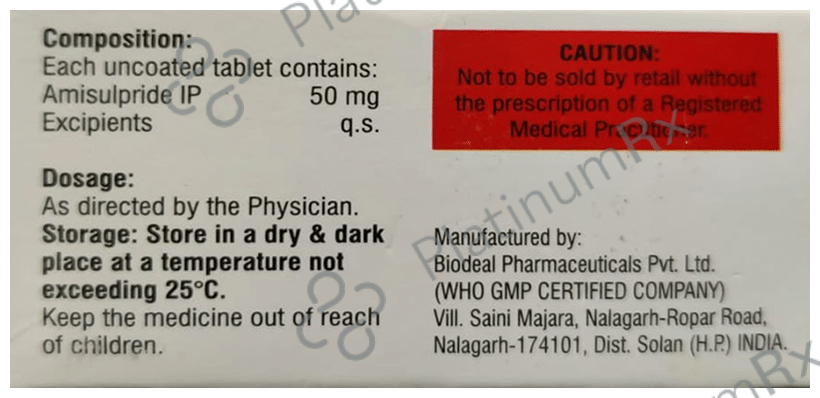 Composition:
Each uncoated tablet contains:
Amisulpride IP 50 mg
Excipients q.s.
Dosage:
As directed by the Physician.
Storage: Store in a dry & dark
place at a temperature not
exceeding 25°C.
Keep the medicine out of reach
of children.
CAUTION:
Not to be sold by retail without
the prescription of a Registered
Medical Practitioner.
Manufactured by:
Biodeal Pharmaceuticals Pvt. Ltd.
(WHO GMP CERTIFIED COMPANY)
Vill. Saini Majara, Nalagarh-Ropar Road,
Nalagarh-174101, Dist. Solan (H.P.) INDIA.
PlatinumRx